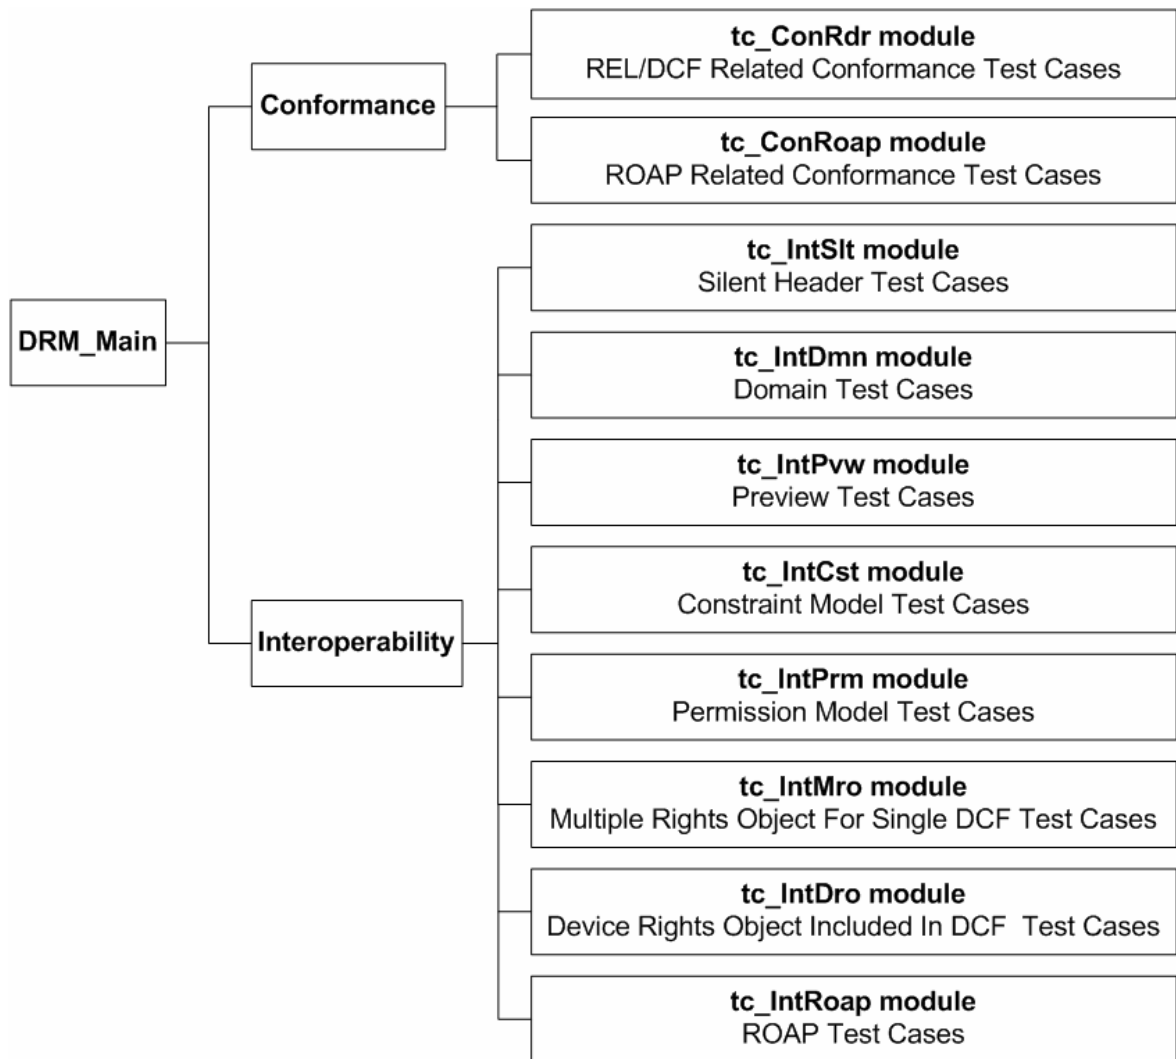 tc_ConRdr module
REL/DCF Related Conformance Test Cases
Conformance
tc_ConRoap module
ROAP Related Conformance Test Cases
tc_IntSlt module
Silent Header Test Cases
DRM_Main
tc_IntDmn module
Domain Test Cases
tc_IntPvw module
Preview Test Cases
tc_IntCst module
Constraint Model Test Cases
Interoperability
tc_IntPrm module
Permission Model Test Cases
tc_IntMro module
Multiple Rights Object For Single DCF Test Cases
tc_IntDro module
Device Rights Object Included In DCF Test Cases
tc_IntRoap module
ROAP Test Cases